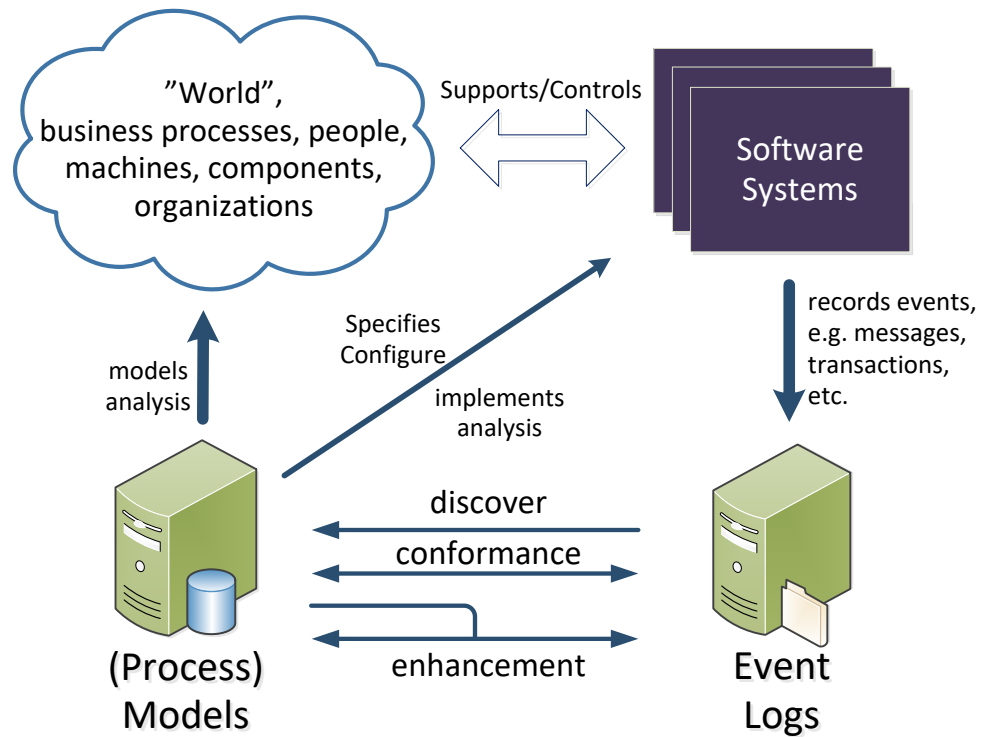 ”World”,
business processes, people,
machines, components,
organizations
Supports/Controls
Software
Systems
records events,
e.g. messages,
transactions,
etc.
Specifies
Configure
models
analysis
implements
analysis
discover
conformance
enhancement
(Process)
Models
Event
Logs